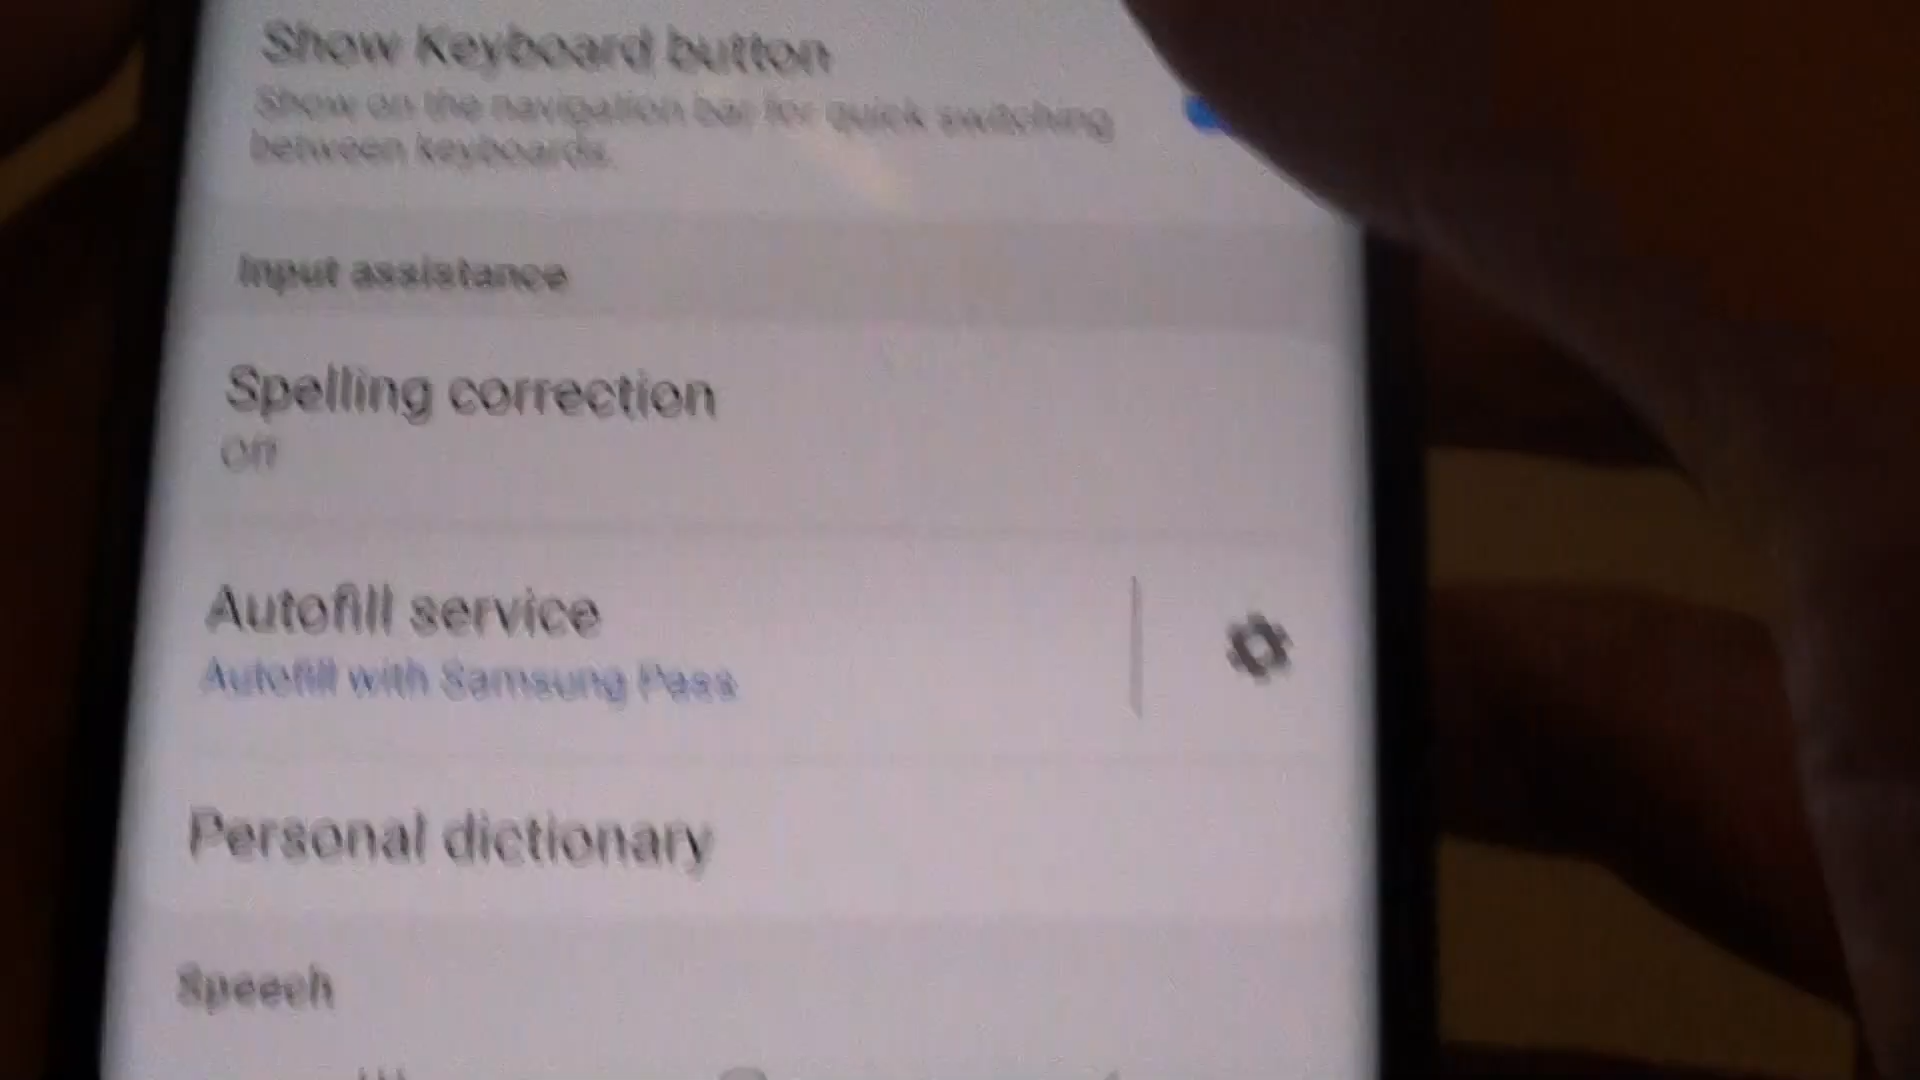 Show Keyboard button
Show on the navigation bar for quick switching
between keyboards.
Input assistance
Spelling correction
Off
Autofill service
Autofill with Samsung Pass
Personal dictionary
Speech